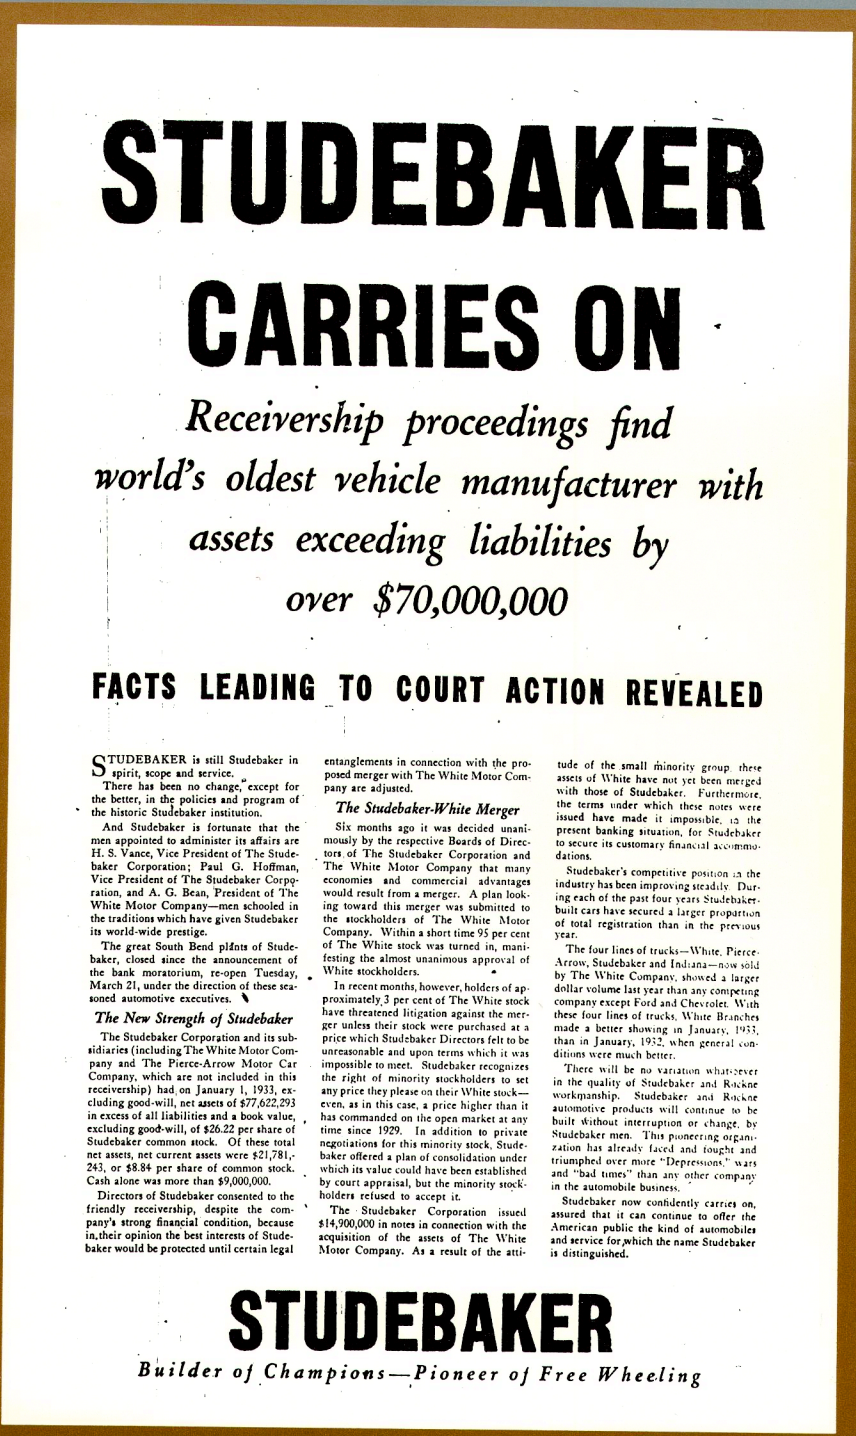 STUDEBAKER
CARRIES ON
Receivership proceedings find
world's oldest vehicle manufacturer with
assets exceeding liabilities by
over $70,000,000
FACTS LEADING TO COURT ACTION REVEALED
STUDEBAKER is still Studebaker in
spirit, scope and service.
There has been no change, except for
the better, in the policies and program of
the historic Studebaker institution.
And Studebaker is fortunate that the
men appointed to administer its affairs are
H. S. Vance, Vice President of The Stude-
baker Corporation; Paul G. Hoffman,
Vice President of The Studebaker Corpo-
ration, and A. G. Bean, President of The
White Motor Company—men schooled in
the traditions which have given Studebaker
its world-wide prestige.
The great South Bend plants of Stude-
baker, closed since the announcement of
the bank moratorium, re-open Tuesday,
March 21, under the direction of these sea-
soned automotive executives.
The New Strength of Studebaker
The Studebaker Corporation and its sub-
sidiaries (including The White Motor Com-
pany and The Pierce-Arrow Motor Car
Company, which are not included in this
receivership) had, on January 1, 1933, ex-
cluding good-will, net assets of $77,622,293
in excess of all liabilities and a book value,
excluding good-will, of $26.22 per share of
Studebaker common stock. Of these total
net assets, net current assets were $21,781,-
243, or $8.84 per share of common stock.
Cash alone was more than $9,000,000.
Directors of Studebaker consented to the
friendly receivership, despite the com-
pany's strong financial condition, because
in their opinion the best interests of Stude-
baker would be protected until certain legal
entanglements in connection with the pro-
posed merger with The White Motor Com-
pany are adjusted.
The Studebaker-White Merger
Six months ago it was decided unani-
mously by the respective Boards of Direc-
tors of The Studebaker Corporation and
The White Motor Company that many
economies and commercial advantages
would result from a merger. A plan look-
ing toward this merger was submitted to
the stockholders of The White Motor
Company. Within a short time 95 per cent
of The White stock was turned in, mani-
festing the almost unanimous approval of
White stockholders.
In recent months, however, holders of ap-
proximately 3 per cent of The White stock
have threatened litigation against the mer-
ger unless their stock were purchased at a
price which Studebaker Directors felt to be
unreasonable and upon terms which it was
impossible to meet. Studebaker recognizes
the right of minority stockholders to set
any price they please on their White stock—
even, as in this case, a price higher than it
has commanded on the open market at any
time since 1929. In addition to private
negotiations for this minority stock, Stude-
baker offered a plan of consolidation under
which its value could have been established
by court appraisal, but the minority stock-
holders refused to accept it.
The Studebaker Corporation issued
$14,900,000 in notes in connection with the
acquisition of the assets of The White
Motor Company. As a result of the atti-
tude of the small minority group, these
assets of White have not yet been merged
with those of Studebaker. Furthermore,
the terms under which these notes were
issued have made it impossible, in the
present banking situation, for Studebaker
to secure its customary financial accommo-
dations.
Studebaker's competitive position in the
industry has been improving steadily. Dur-
ing each of the past four years Studebaker-
built cars have secured a larger proportion
of total registration than in the previous
year.
The four lines of trucks—White, Pierce-
Arrow, Studebaker and Indiana—now sold
by The White Company, showed a larger
dollar volume last year than any competing
company except Ford and Chevrolet. With
these four lines of trucks, White Branches
made a better showing in January, 1933,
than in January, 1932, when general con-
ditions were much better.
There will be no variation whatsoever
in the quality of Studebaker and Rockne
workmanship. Studebaker and Rockne
automotive products will continue to be
built without interruption or change, by
Studebaker men. This pioneering organi-
zation has already faced and fought and
triumphed over more "Depressions," wars
and "bad times" than any other company
in the automobile business.
Studebaker now confidently carries on,
assured that it can continue to offer the
American public the kind of automobiles
and service for which the name Studebaker
is distinguished.
STUDEBAKER
Builder of Champions—Pioneer of Free Wheeling